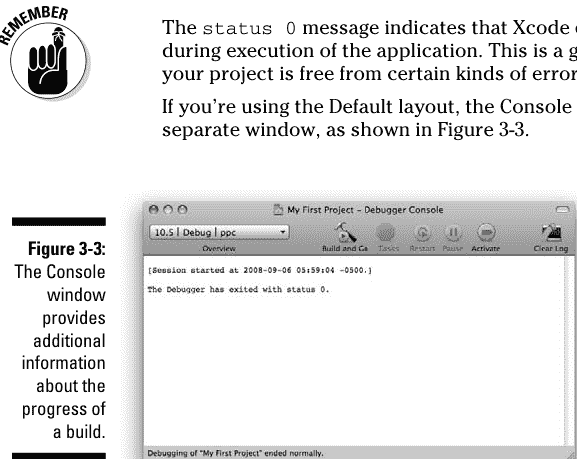 REMEMBER
The status 0 message indicates that Xcode
during execution of the application. This is a
your project is free from certain kinds of error
If you're using the Default layout, the Console
separate window, as shown in Figure 3-3.
My First Project – Debugger Console
10.5 | Debug | ppc
Overview Build and Go Tasks Restart Pause Activate Clear Log
Figure 3-3:
The Console
window
provides
additional
information
about the
progress of
a build.
[Session started at 2008-09-06 05:59:04 -0500.]
The Debugger has exited with status 0.
Debugging of "My First Project" ended normally.